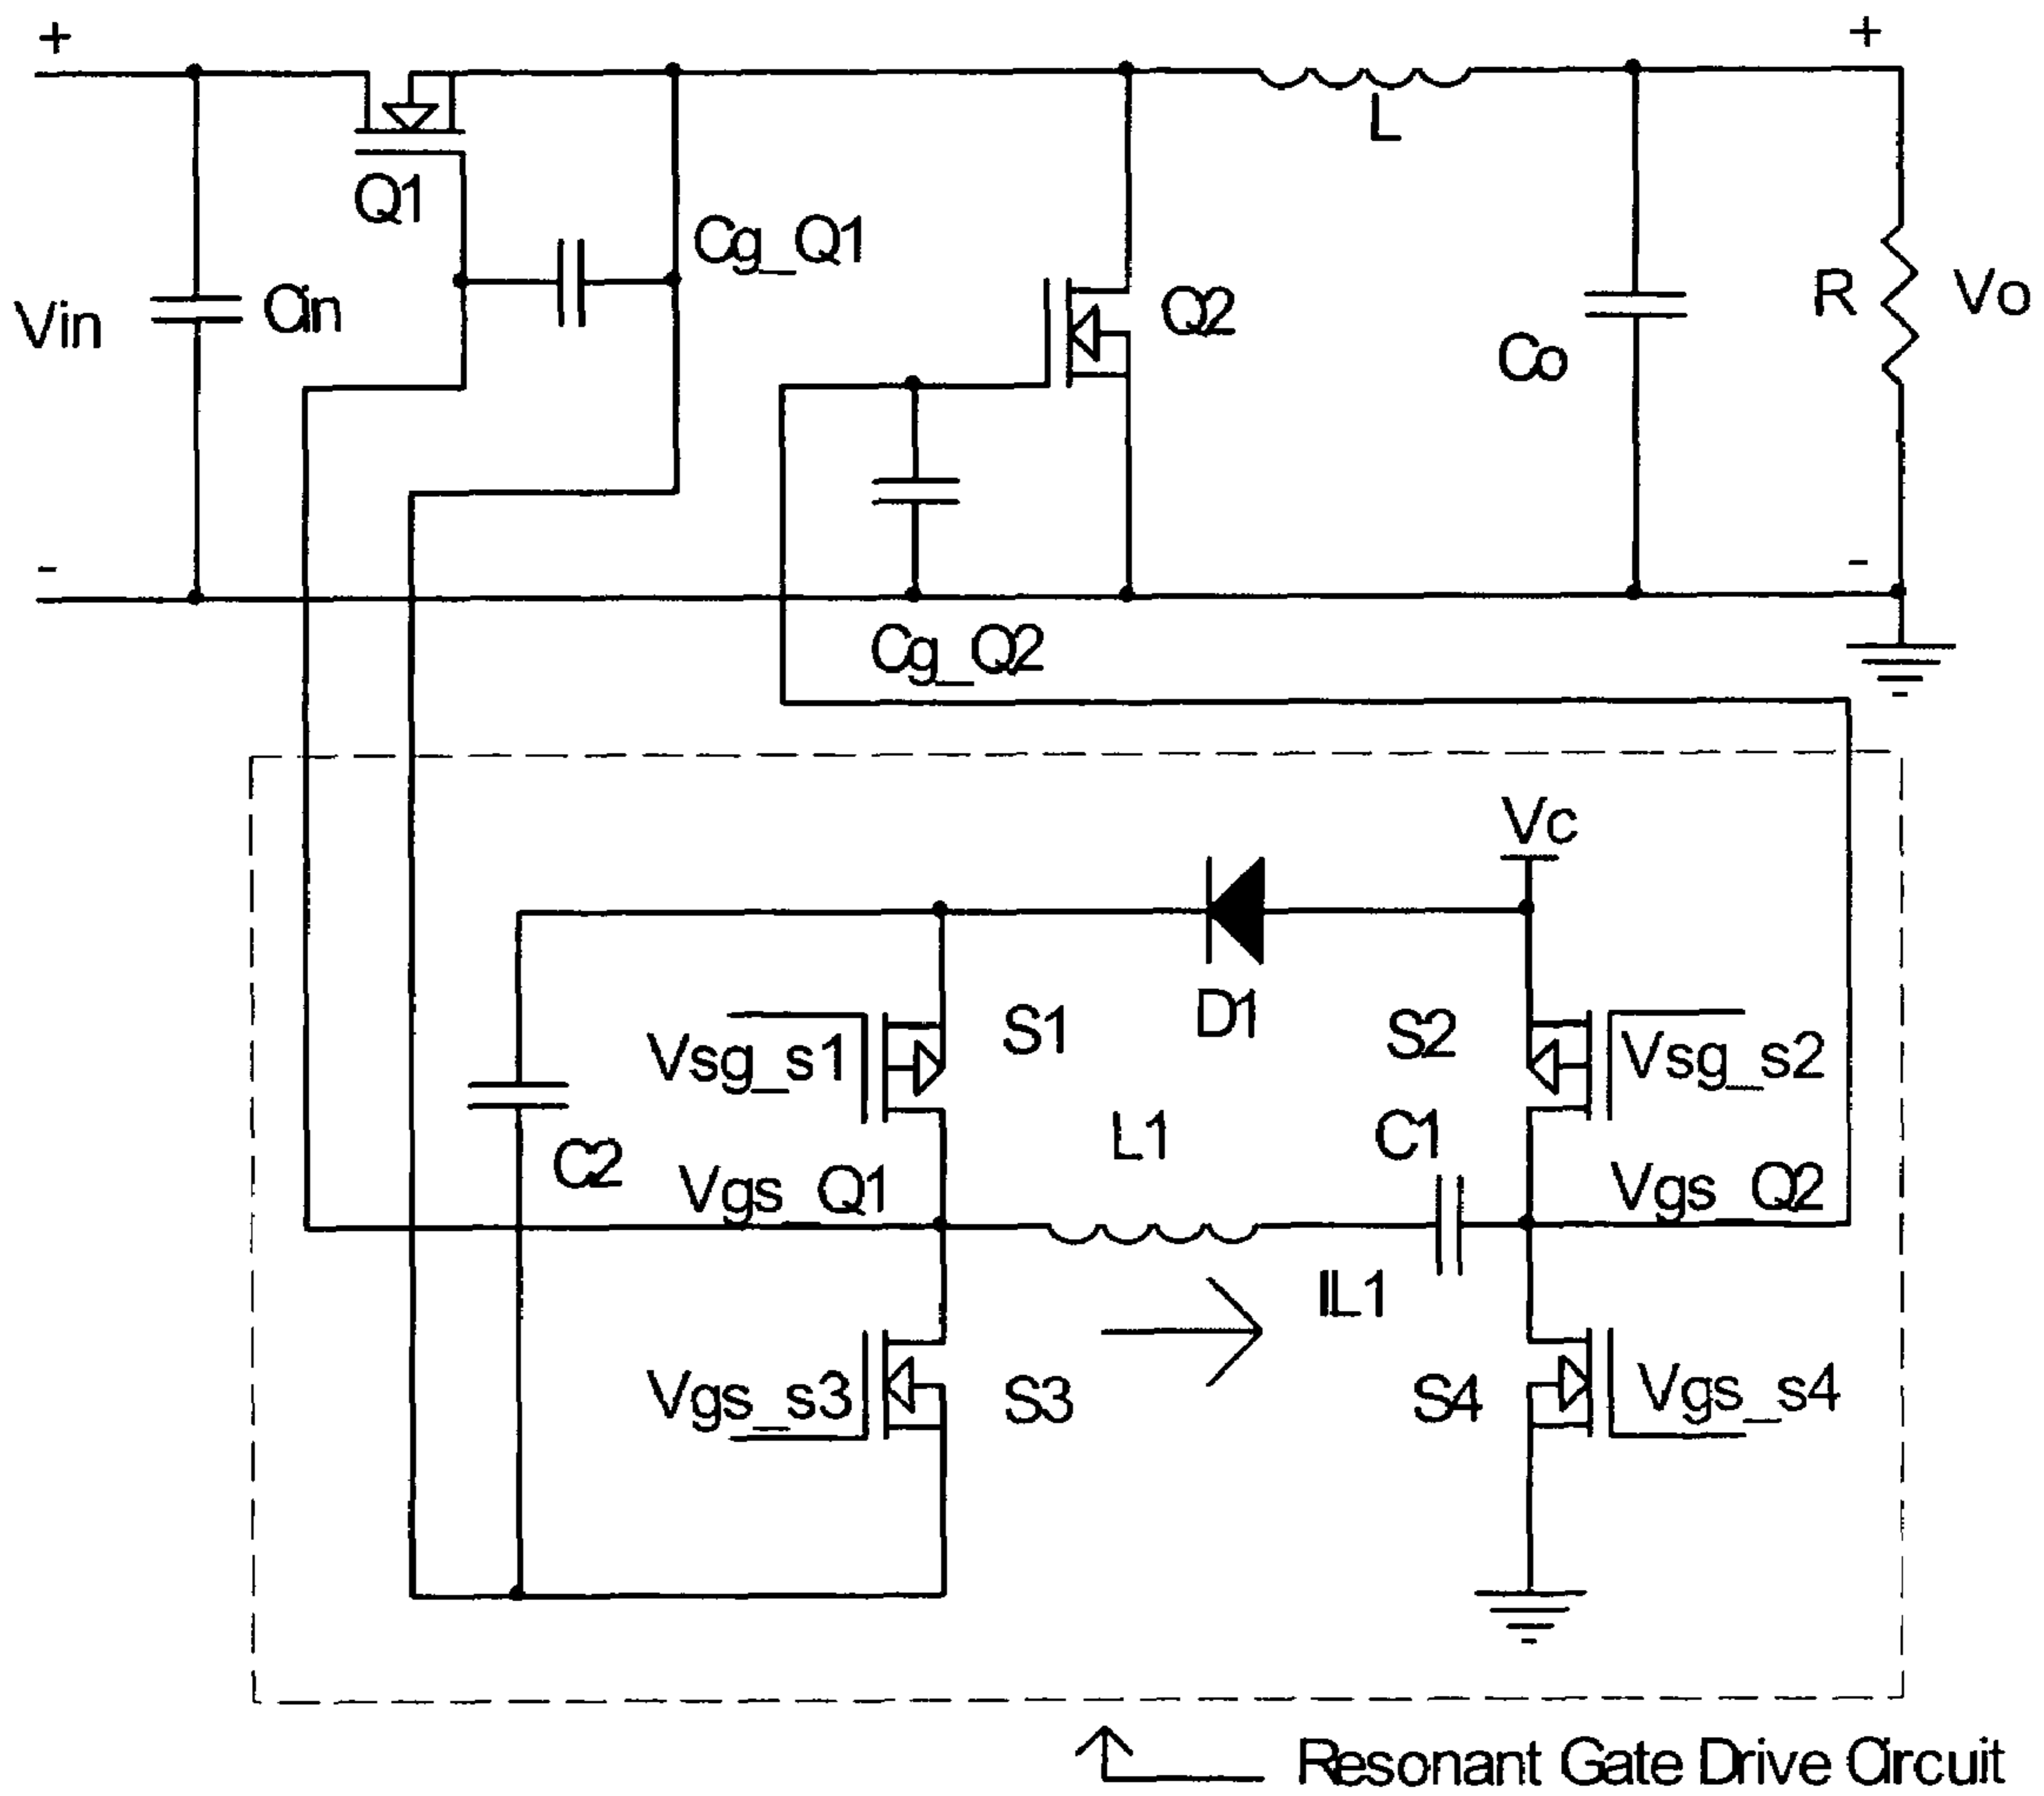 +
+
L
Q1
Cg_Q1
Vin
Cin
Q2
Co
R
Vo
-
-
Cg_Q2
Vc
D1
Vsg_s1
S1
S2
Vsg_s2
C2
L1
C1
Vgs_Q1
Vgs_Q2
IL1
Vgs_s3
S3
S4
Vgs_s4
Resonant Gate Drive Circuit